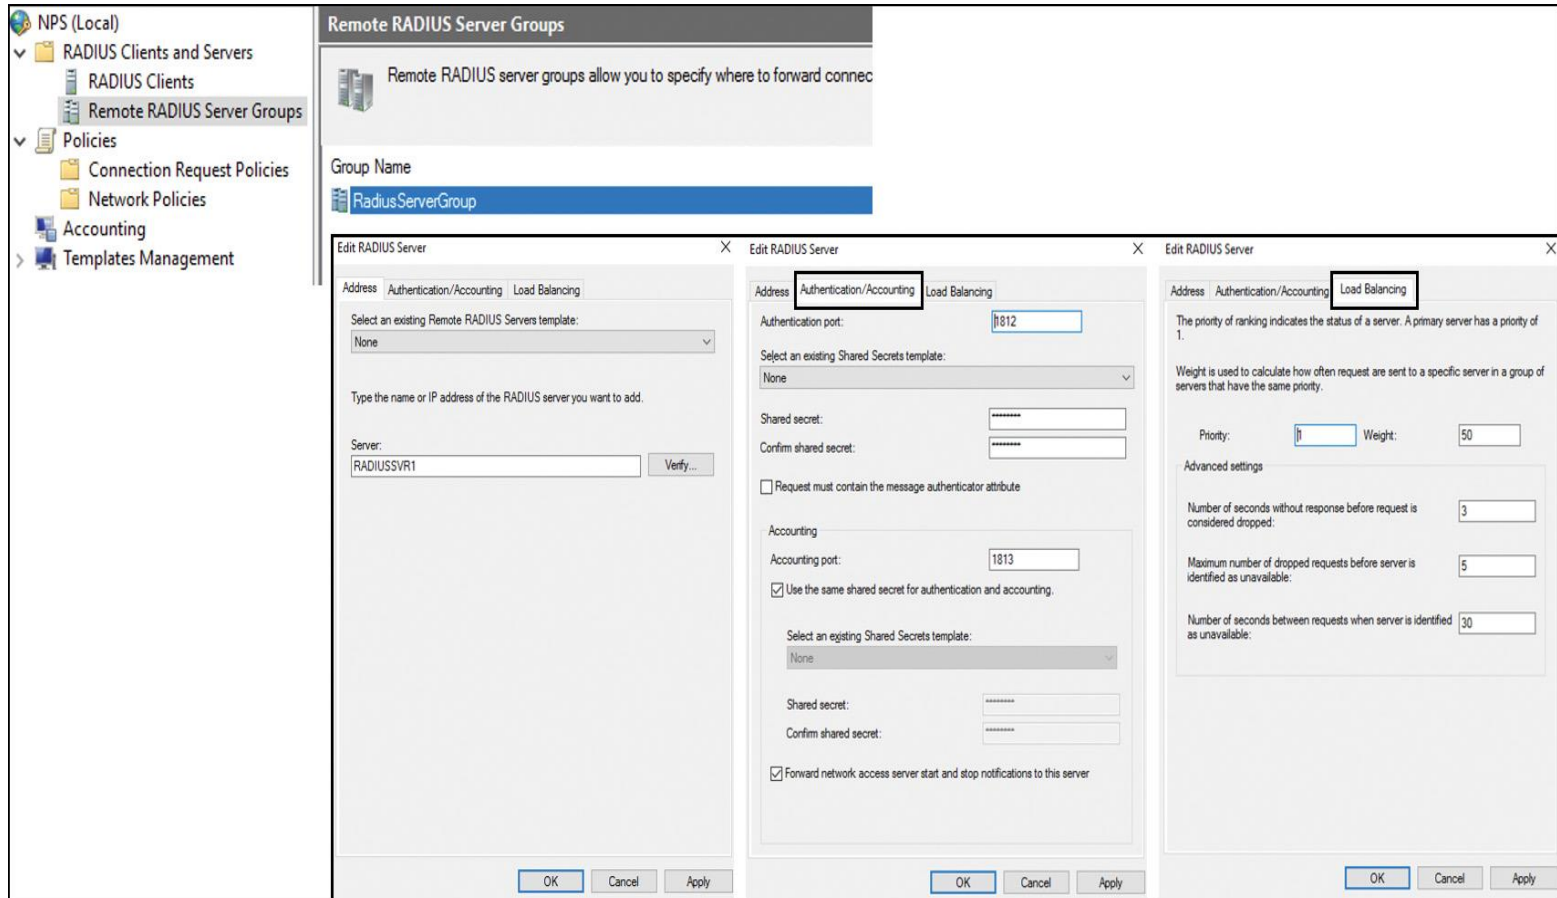 NPS (Local)
RADIUS Clients and Servers
RADIUS Clients
Remote RADIUS Server Groups
Policies
Connection Request Policies
Network Policies
Accounting
Templates Management
Remote RADIUS Server Groups
Remote RADIUS server groups allow you to specify where to forward connec
Group Name
RadiusServerGroup
Edit RADIUS Server
Address Authentication/Accounting Load Balancing
Select an existing Remote RADIUS Servers template:
None
Type the name or IP address of the RADIUS server you want to add.
Server:
RADIUSSVR1 Verify...
OK Cancel Apply
Edit RADIUS Server
Address Authentication/Accounting Load Balancing
Authentication port: 1812
Select an existing Shared Secrets template:
None
Shared secret: ********
Confirm shared secret: ********
Request must contain the message authenticator attribute
Accounting
Accounting port: 1813
Use the same shared secret for authentication and accounting.
Select an existing Shared Secrets template:
None
Shared secret: ********
Confirm shared secret: ********
Forward network access server start and stop notifications to this server
OK Cancel Apply
Edit RADIUS Server
Address Authentication/Accounting Load Balancing
The priority of ranking indicates the status of a server. A primary server has a priority of
1.
Weight is used to calculate how often request are sent to a specific server in a group of
servers that have the same priority.
Priority: 1 Weight: 50
Advanced settings
Number of seconds without response before request is
considered dropped: 3
Maximum number of dropped requests before server is
identified as unavailable: 5
Number of seconds between requests when server is identified
as unavailable: 30
OK Cancel Apply